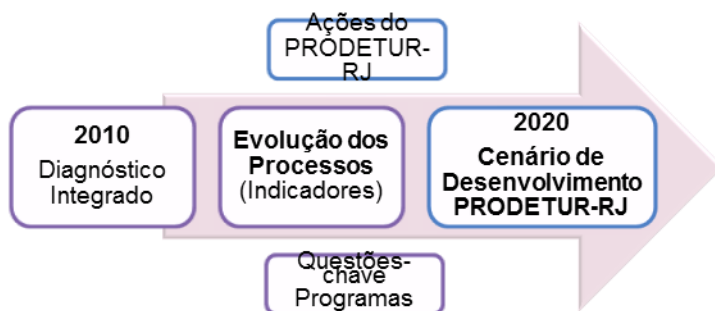 Ações do
PRODETUR-
RJ
2010
Diagnóstico
Integrado
Evolução dos
Processos
(Indicadores)
2020
Cenário de
Desenvolvimento
PRODETUR-RJ
Questões-
chave
Programas